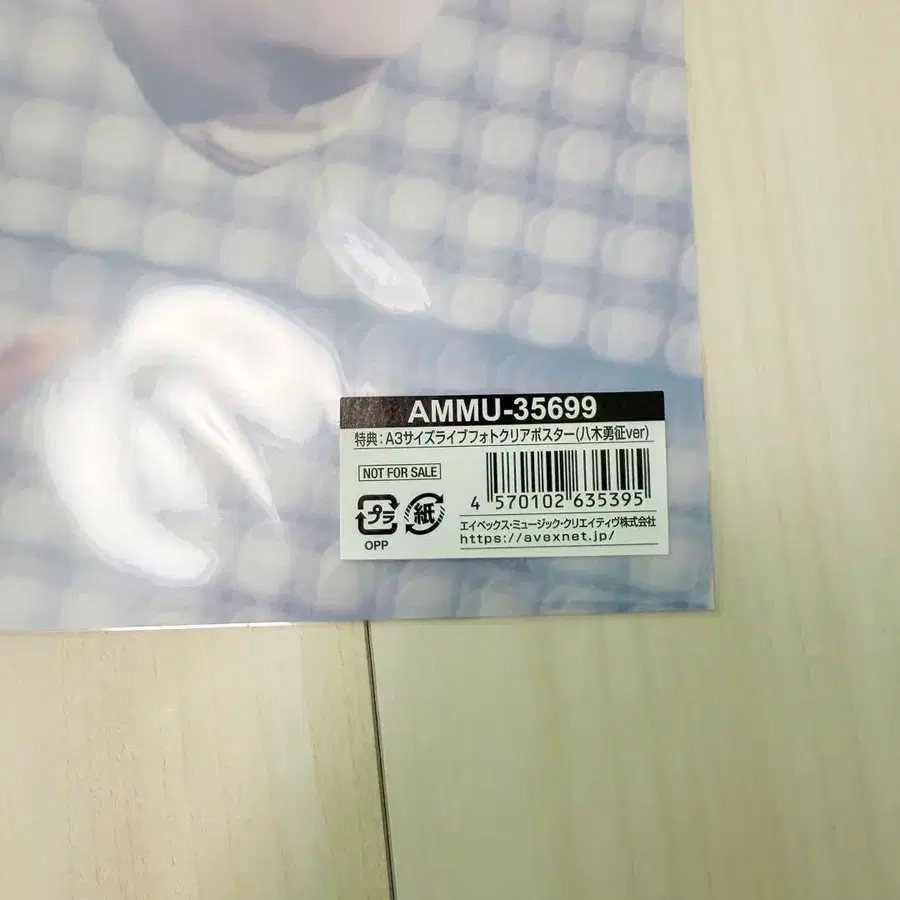 AMMU-35699
特典:A3サイズライブフォトクリアポスター(八木勇征ver)
NOT FOR SALE
4 570102 635395
プラ 紙
OPP
エイベックス・ミュージック・クリエイティヴ株式会社
https://avexnet.jp/